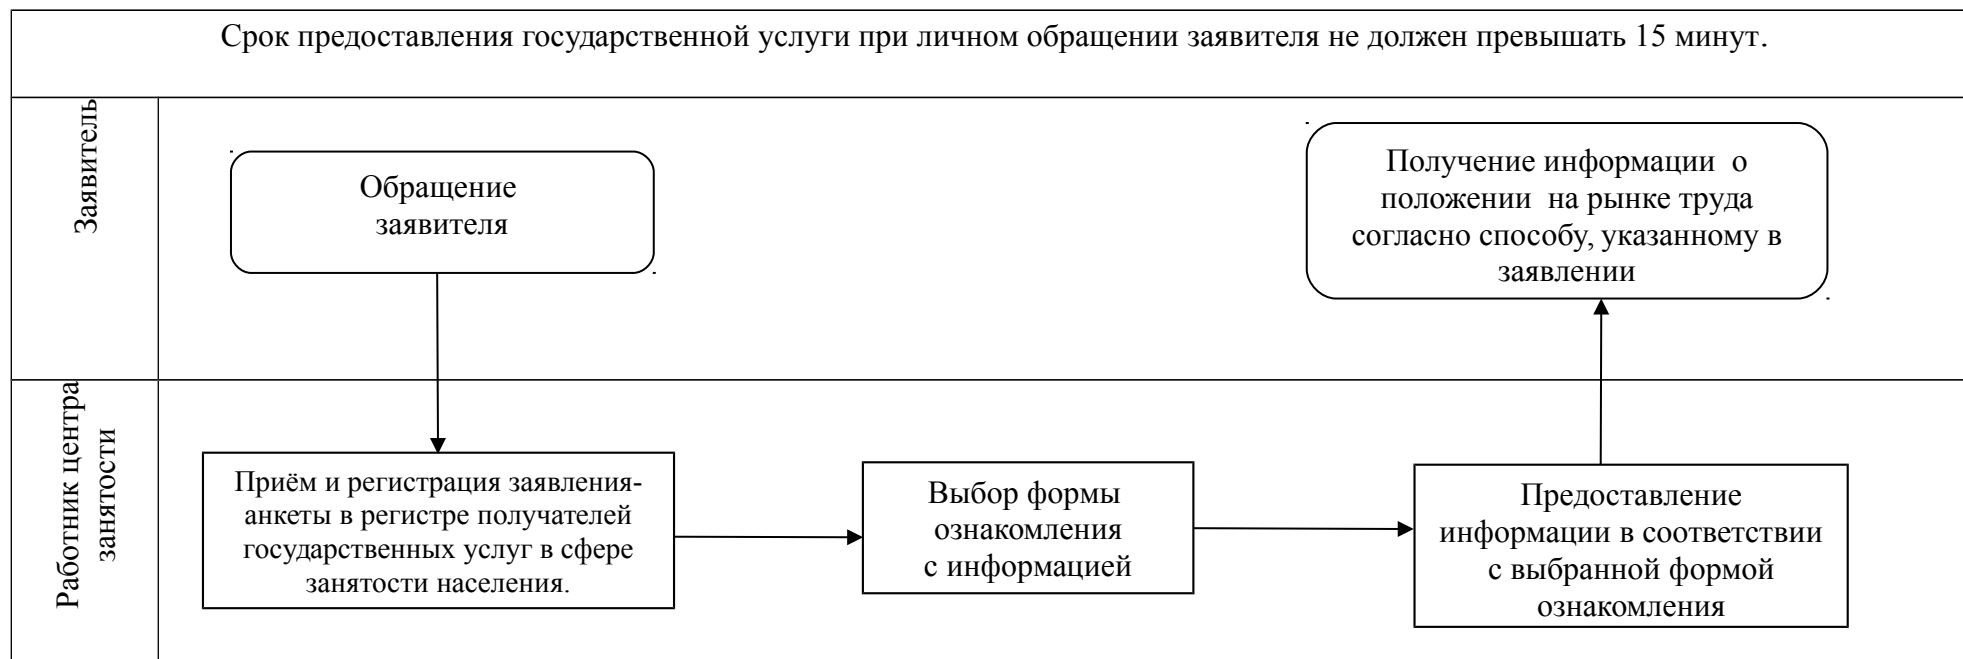 Срок предоставления государственной услуги при личном обращении заявителя не должен превышать 15 минут.
Заявитель
Обращение
заявителя
Получение информации о
положении на рынке труда
согласно способу, указанному в
заявлении
Работник центра
занятости
Приём и регистрация заявления-
анкеты в регистре получателей
государственных услуг в сфере
занятости населения.
Выбор формы
ознакомления
с информацией
Предоставление
информации в соответствии
с выбранной формой
ознакомления